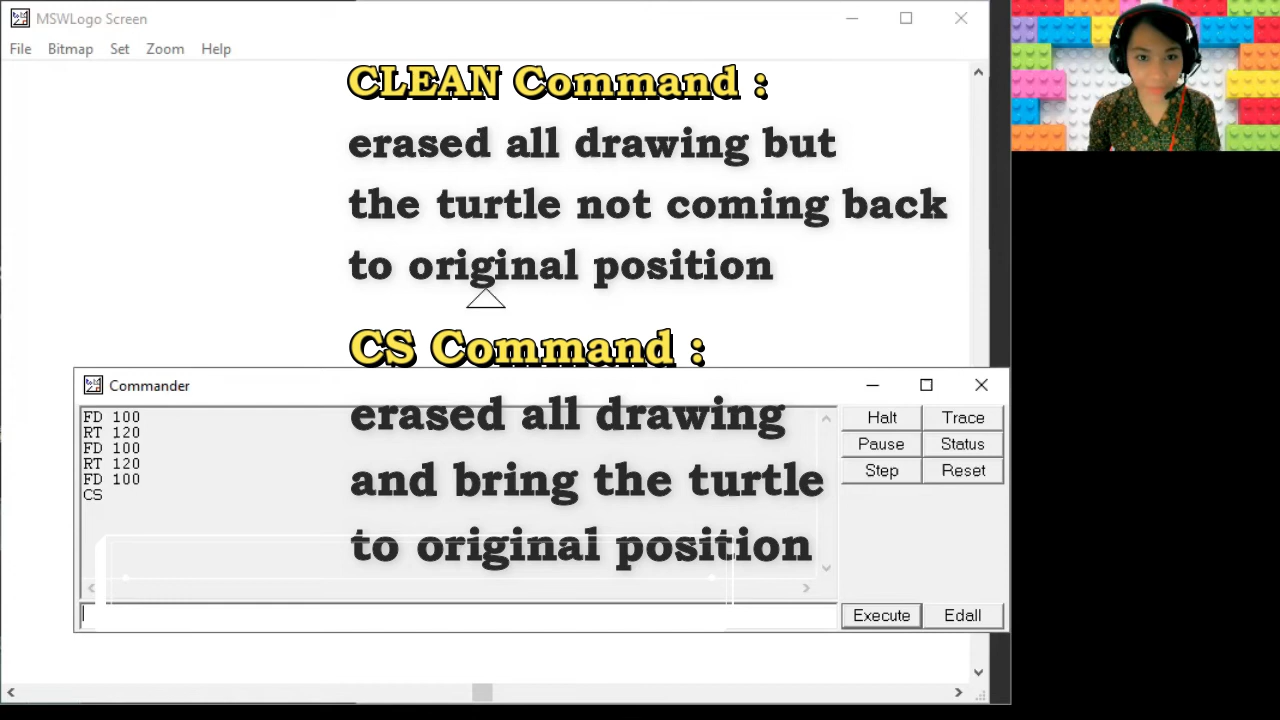 MSWLogo Screen
File Bitmap Set Zoom Help
CLEAN Command :
erased all drawing but
the turtle not coming back
to original position
CS Command :
erased all drawing
and bring the turtle
to original position
Commander
FD 100
RT 120
FD 100
RT 120
FD 100
CS
Halt Trace
Pause Status
Step Reset
Execute Edall